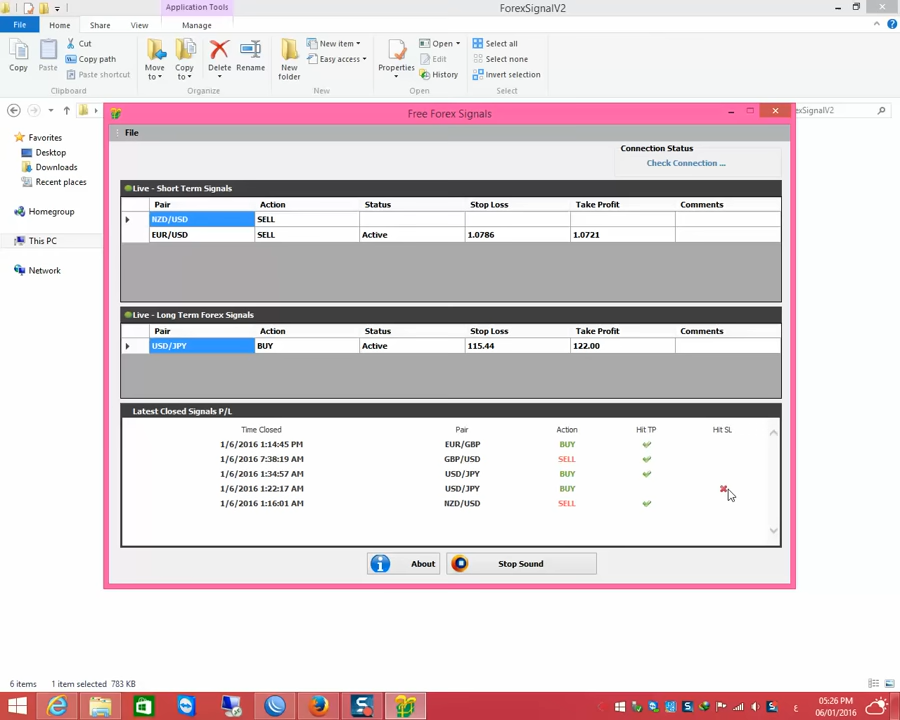 Application Tools
ForexSignalV2
File
Home
Share
View
Manage
Copy
Paste
Cut
Copy path
Paste shortcut
Move to
Copy to
Delete
Rename
New folder
New item
Easy access
Properties
Open
Edit
History
Select all
Select none
Invert selection
Clipboard
Organize
New
Open
Select
exSignalV2
Favorites
Desktop
Downloads
Recent places
Homegroup
This PC
Network
Free Forex Signals
File
Connection Status
Check Connection ...
Live - Short Term Signals
Pair Action Status Stop Loss Take Profit Comments
NZD/USD SELL
EUR/USD SELL Active 1.0786 1.0721
Live - Long Term Forex Signals
Pair Action Status Stop Loss Take Profit Comments
USD/JPY BUY Active 115.44 122.00
Latest Closed Signals P/L
Time Closed Pair Action Hit TP Hit SL
1/6/2016 1:14:45 PM EUR/GBP BUY
1/6/2016 7:38:19 AM GBP/USD SELL
1/6/2016 1:34:57 AM USD/JPY BUY
1/6/2016 1:22:17 AM USD/JPY BUY
1/6/2016 1:16:01 AM NZD/USD SELL
About
Stop Sound
6 items 1 item selected 783 KB
ع
05:26 PM
06/01/2016